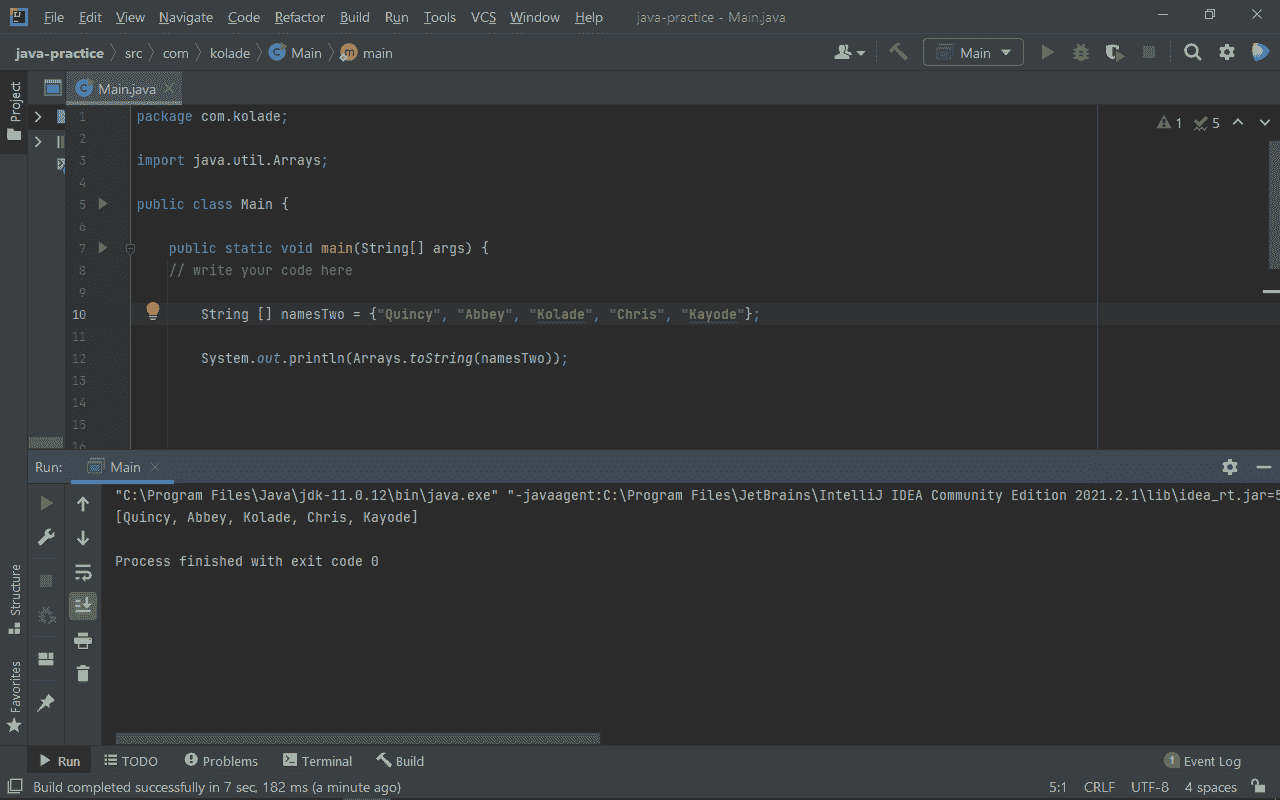 File Edit View Navigate Code Refactor Build Run Tools VCS Window Help java-practice - Main.java
java-practice src com kolade Main main Main
Project
Main.java
1 package com.kolade;
2
3 import java.util.Arrays;
4
5 public class Main {
6
7 public static void main(String[] args) {
8 // write your code here
9
10 String [] namesTwo = {"Quincy", "Abbey", "Kolade", "Chris", "Kayode"};
11
12 System.out.println(Arrays.toString(namesTwo));
13
14
15
16
1 5
Run: Main
"C:\Program Files\Java\jdk-11.0.12\bin\java.exe" "-javaagent:C:\Program Files\JetBrains\IntelliJ IDEA Community Edition 2021.2.1\lib\idea_rt.jar=5
[Quincy, Abbey, Kolade, Chris, Kayode]
Process finished with exit code 0
Structure
Favorites
Run TODO Problems Terminal Build 1 Event Log
Build completed successfully in 7 sec, 182 ms (a minute ago) 5:1 CRLF UTF-8 4 spaces